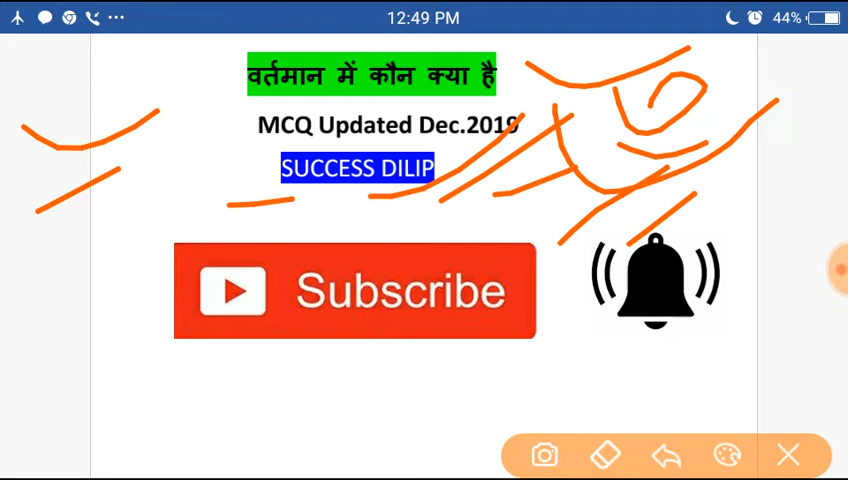 12:49 PM
44%
वर्तमान में कौन क्या है
MCQ Updated Dec.2019
SUCCESS DILIP
Subscribe